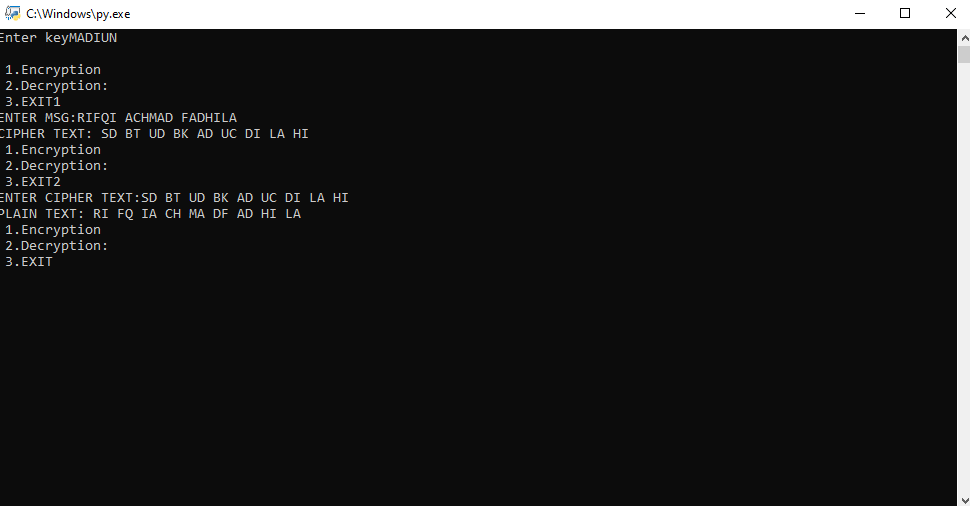 C:\Windows\py.exe
Enter keyMADIUN
1.Encryption
2.Decryption:
3.EXIT1
ENTER MSG:RIFQI ACHMAD FADHILA
CIPHER TEXT: SD BT UD BK AD UC DI LA HI
1.Encryption
2.Decryption:
3.EXIT2
ENTER CIPHER TEXT:SD BT UD BK AD UC DI LA HI
PLAIN TEXT: RI FQ IA CH MA DF AD HI LA
1.Encryption
2.Decryption:
3.EXIT